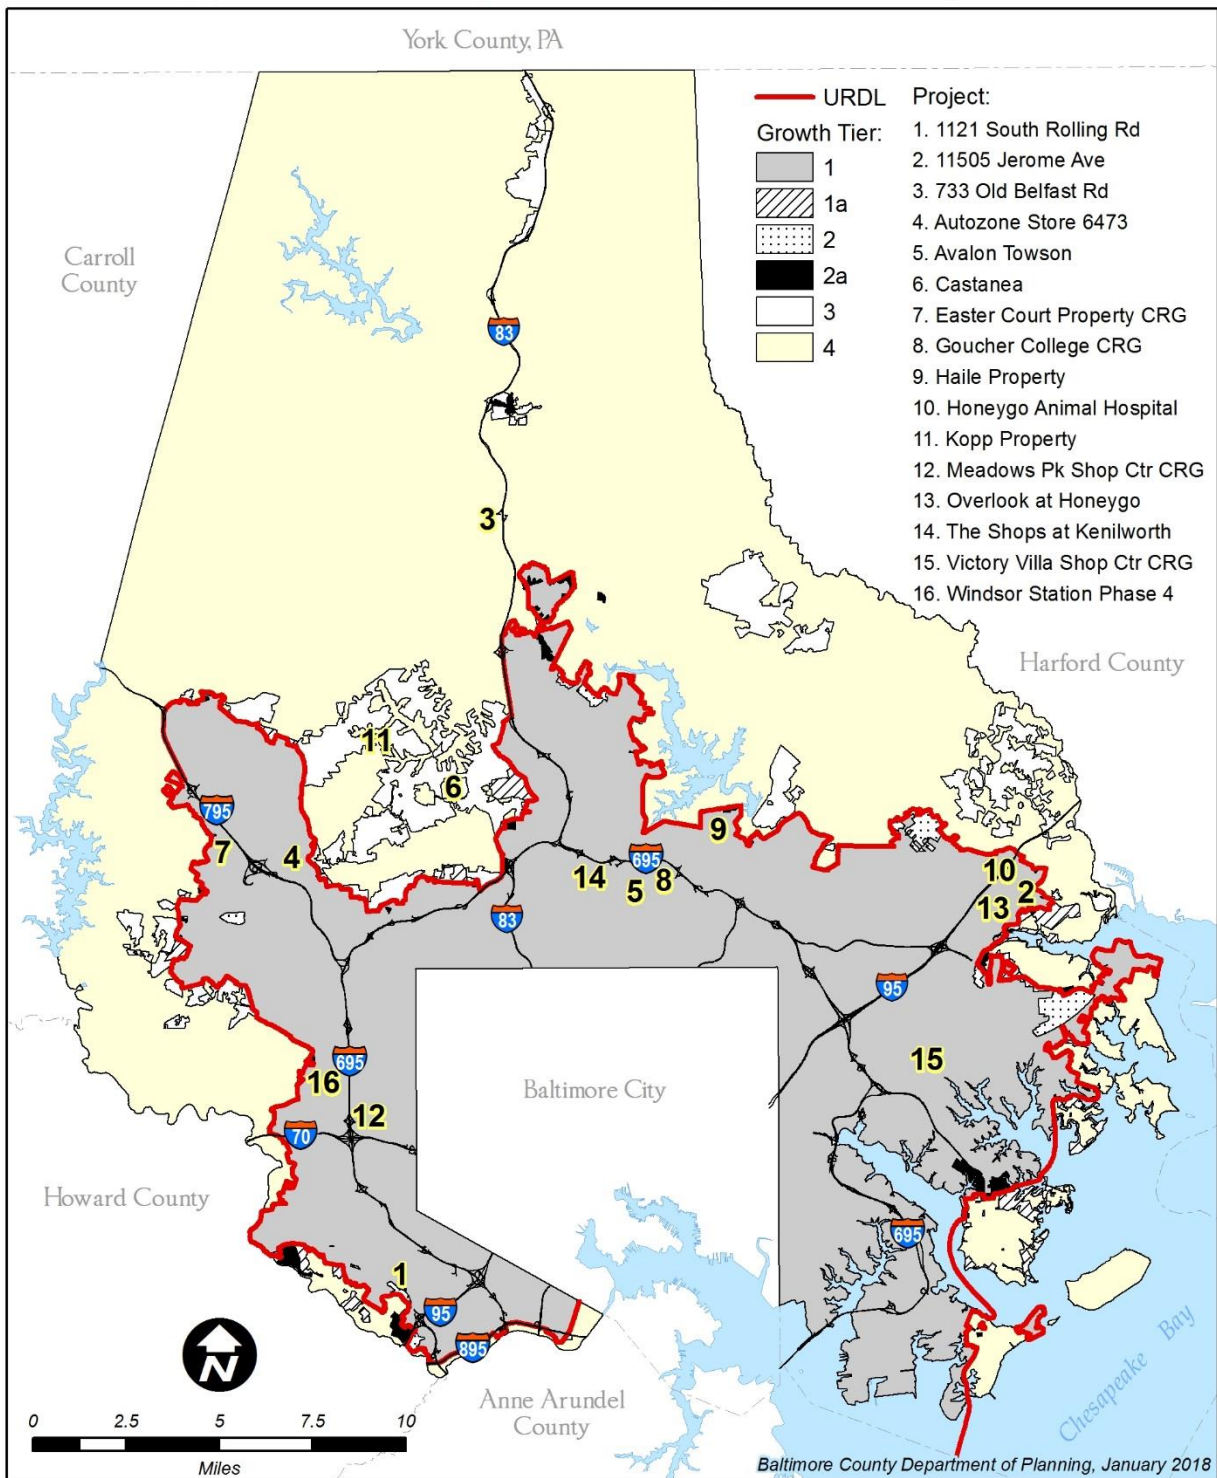 York County, PA
URDL
Growth Tier:
1
1a
2
2a
3
4
Project:
1. 1121 South Rolling Rd
2. 11505 Jerome Ave
3. 733 Old Belfast Rd
4. Autozone Store 6473
5. Avalon Towson
6. Castanea
7. Easter Court Property CRG
8. Goucher College CRG
9. Haile Property
10. Honeygo Animal Hospital
11. Kopp Property
12. Meadows Pk Shop Ctr CRG
13. Overlook at Honeygo
14. The Shops at Kenilworth
15. Victory Villa Shop Ctr CRG
16. Windsor Station Phase 4
Carroll
County
83
3
Harford County
11
6
795
7
4
9
14
695
5
8
10
2
13
83
95
695
16
12
70
Baltimore City
15
Howard County
695
1
95
895
N
Anne Arundel
County
Chesapeake Bay
0 2.5 5 7.5 10
Miles
Baltimore County Department of Planning, January 2018